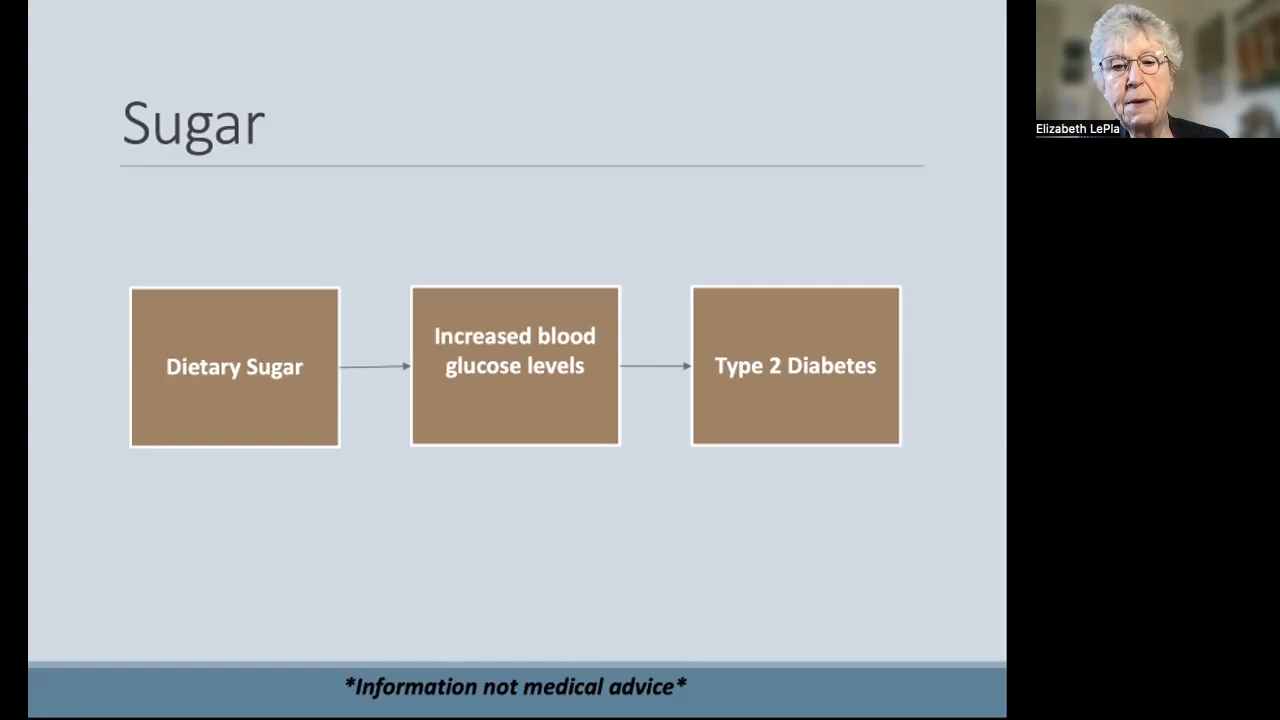 Sugar
Dietary Sugar
Increased blood
glucose levels
Type 2 Diabetes
*Information not medical advice*
Elizabeth LePla